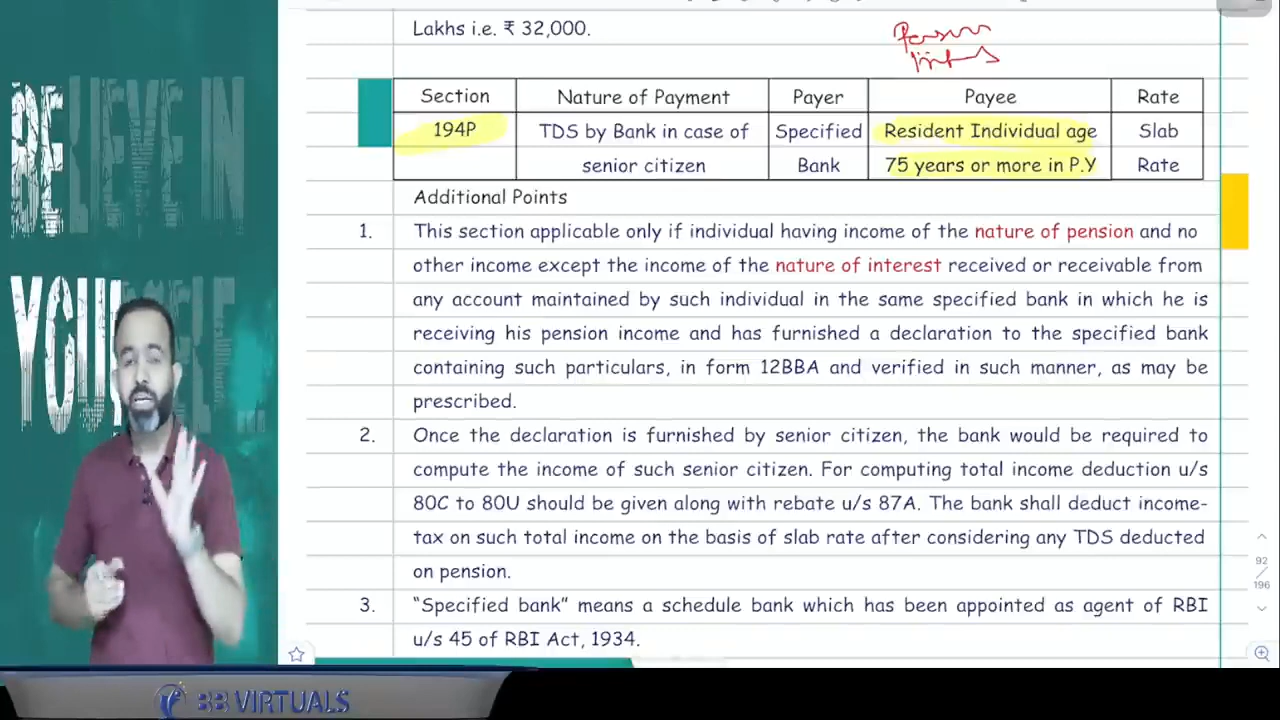 BELIEVE IN
Lakhs i.e. ₹ 32,000.
Section Nature of Payment Payer Payee Rate
194P TDS by Bank in case of Specified Resident Individual age Slab
senior citizen Bank 75 years or more in P.Y Rate
Additional Points
1. This section applicable only if individual having income of the nature of pension and no
other income except the income of the nature of interest received or receivable from
any account maintained by such individual in the same specified bank in which he is
receiving his pension income and has furnished a declaration to the specified bank
containing such particulars, in form 12BBA and verified in such manner, as may be
prescribed.
2. Once the declaration is furnished by senior citizen, the bank would be required to
compute the income of such senior citizen. For computing total income deduction u/s
80C to 80U should be given along with rebate u/s 87A. The bank shall deduct income-
tax on such total income on the basis of slab rate after considering any TDS deducted
on pension.
3. “Specified bank” means a schedule bank which has been appointed as agent of RBI
u/s 45 of RBI Act, 1934.
92
/
196
BB VIRTUALS